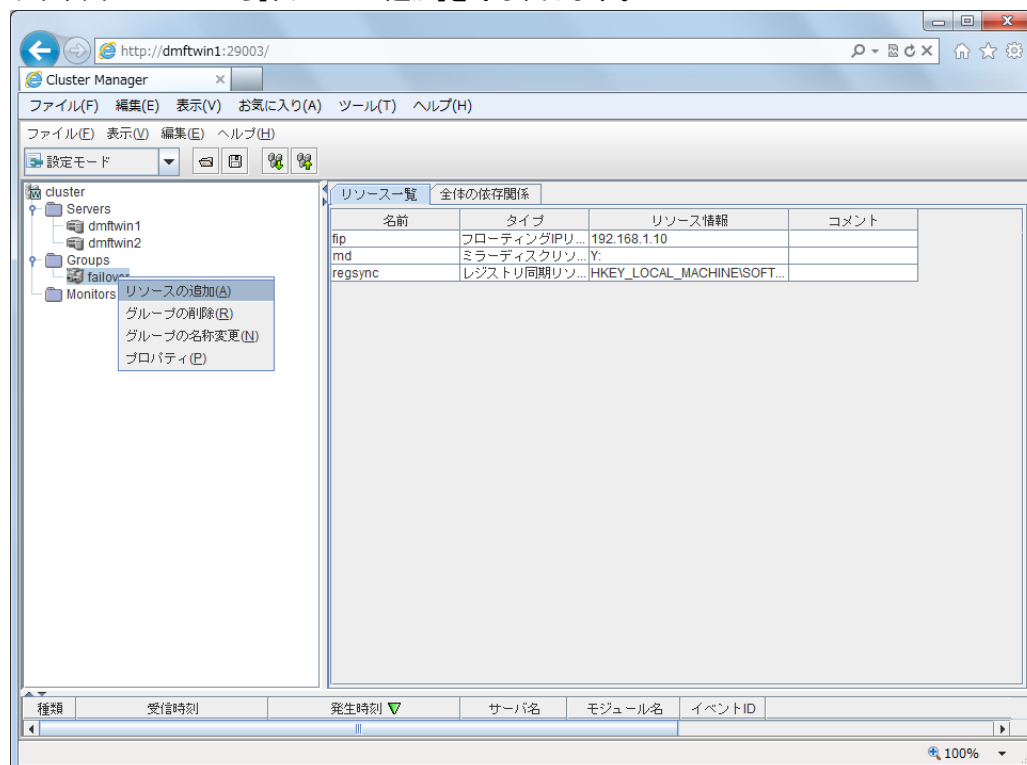 http://dmftwin1:29003/
Cluster Manager
ファイル(F) 編集(E) 表示(V) お気に入り(A) ツール(T) ヘルプ(H)
ファイル(E) 表示(V) 編集(E) ヘルプ(H)
設定モード
cluster
Servers
dmftwin1
dmftwin2
Groups
failover
Monitors
リソースの追加(A)
グループの削除(R)
グループの名称変更(N)
プロパティ(P)
リソース一覧 全体の依存関係
名前 タイプ リソース情報 コメント
fip フローティングIPリ... 192.168.1.10
md ミラーディスクリソ... Y:
regsync レジストリ同期リソ... HKEY_LOCAL_MACHINE\SOFT...
種類 受信時刻 発生時刻 サーバ名 モジュール名 イベントID
100%